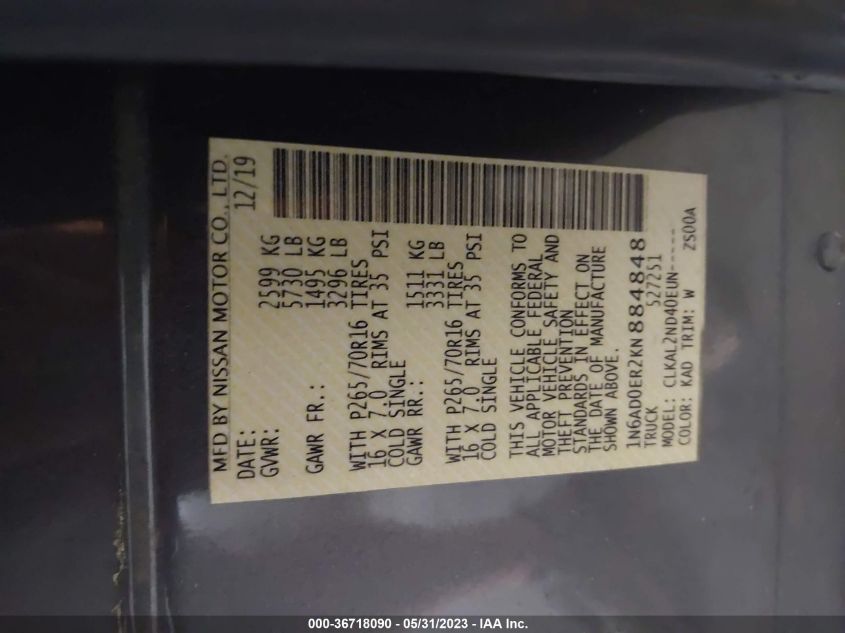 MFD BY NISSAN MOTOR CO., LTD.
DATE: 12/19
GVWR: 2599 KG
5730 LB
GAWR FR.: 1495 KG
3296 LB
WITH P265/70R16 TIRES
16 X 7.0 RIMS AT 35 PSI
COLD SINGLE
GAWR RR.: 1511 KG
3331 LB
WITH P265/70R16 TIRES
16 X 7.0 RIMS AT 35 PSI
COLD SINGLE
THIS VEHICLE CONFORMS TO
ALL APPLICABLE FEDERAL
MOTOR VEHICLE SAFETY AND
THEFT PREVENTION
STANDARDS IN EFFECT ON
THE DATE OF MANUFACTURE
SHOWN ABOVE.
1N6AD0ER2KN884848
TRUCK 527251
MODEL: CLKAL2ND40EUN-----
COLOR: KAD TRIM: W ZS00A
000-36718090 - 05/31/2023 - IAA Inc.